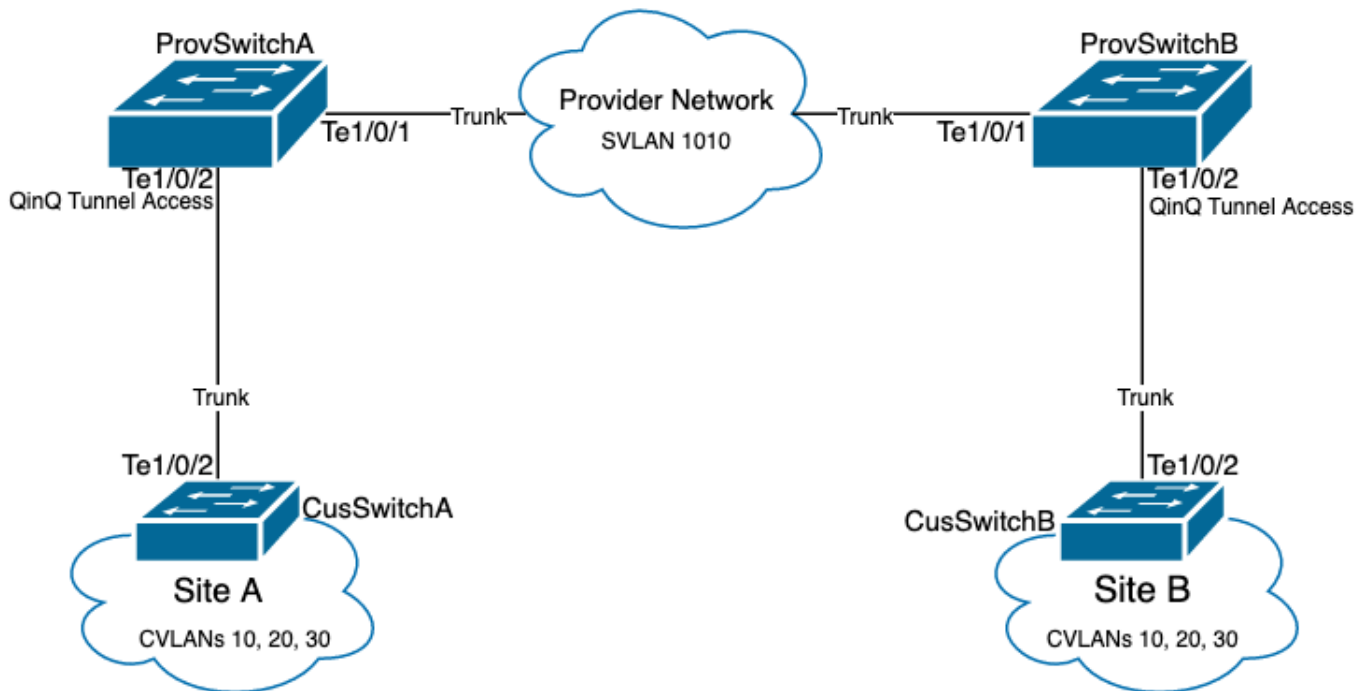 ProvSwitchA
ProvSwitchB
Provider Network
SVLAN 1010
Trunk
Trunk
Te1/0/1
Te1/0/1
Te1/0/2
QinQ Tunnel Access
Te1/0/2
QinQ Tunnel Access
Trunk
Trunk
Te1/0/2
Te1/0/2
CusSwitchA
CusSwitchB
Site A
CVLANs 10, 20, 30
Site B
CVLANs 10, 20, 30